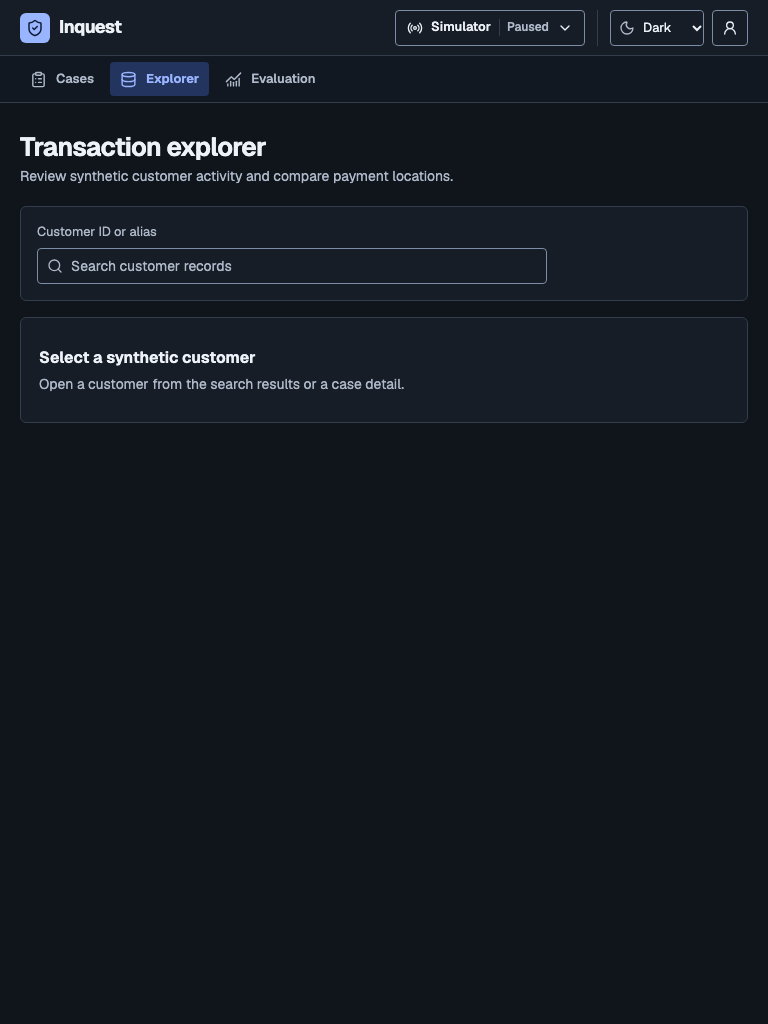 Inquest
Simulator Paused
Dark
Cases
Explorer
Evaluation
Transaction explorer
Review synthetic customer activity and compare payment locations.
Customer ID or alias
Search customer records
Select a synthetic customer
Open a customer from the search results or a case detail.